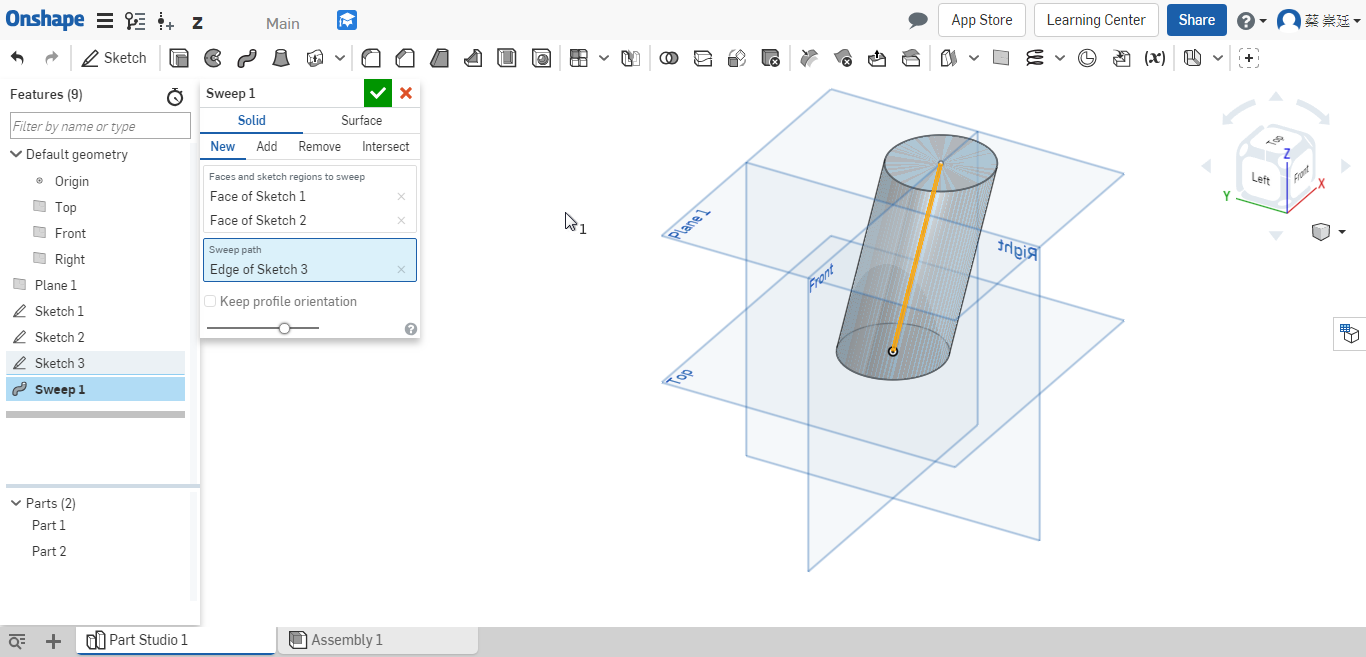 Onshape
Main
App Store
Learning Center
Share
蔡 崇廷
Sketch
Features (9)
Filter by name or type
Default geometry
Origin
Top
Front
Right
Plane 1
Sketch 1
Sketch 2
Sketch 3
Sweep 1
Parts (2)
Part 1
Part 2
Sweep 1
Solid
Surface
New
Add
Remove
Intersect
Faces and sketch regions to sweep
Face of Sketch 1
Face of Sketch 2
Sweep path
Edge of Sketch 3
Keep profile orientation
1
Plane 1
Right
Front
Top
Top
Left
Front
Z
X
Y
(x)
Part Studio 1
Assembly 1